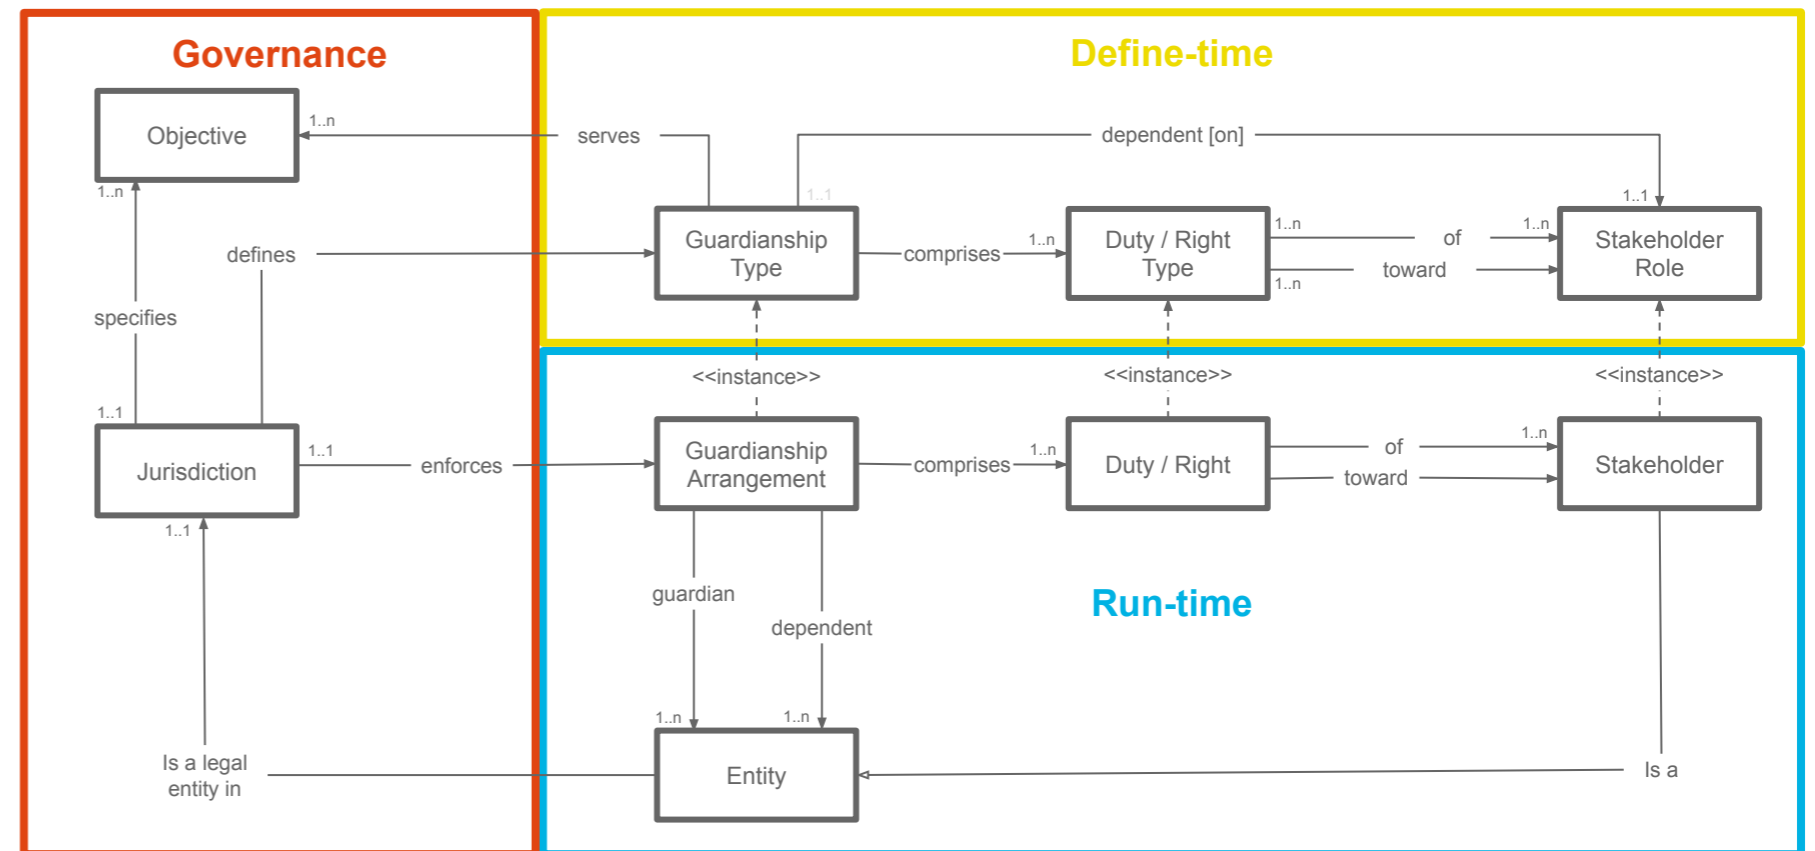 Governance
Define-time
Objective
1..n
serves
dependent [on]
1..n
1..1
1..1
Guardianship
Type
comprises
1..n
Duty / Right
Type
1..n
of
1..n
toward
1..n
Stakeholder
Role
defines
specifies
<<instance>>
<<instance>>
<<instance>>
1..1
Jurisdiction
1..1
enforces
Guardianship
Arrangement
comprises
1..n
Duty / Right
of
1..n
toward
Stakeholder
1..1
guardian
dependent
Run-time
1..n
1..n
Is a legal
entity in
Entity
Is a